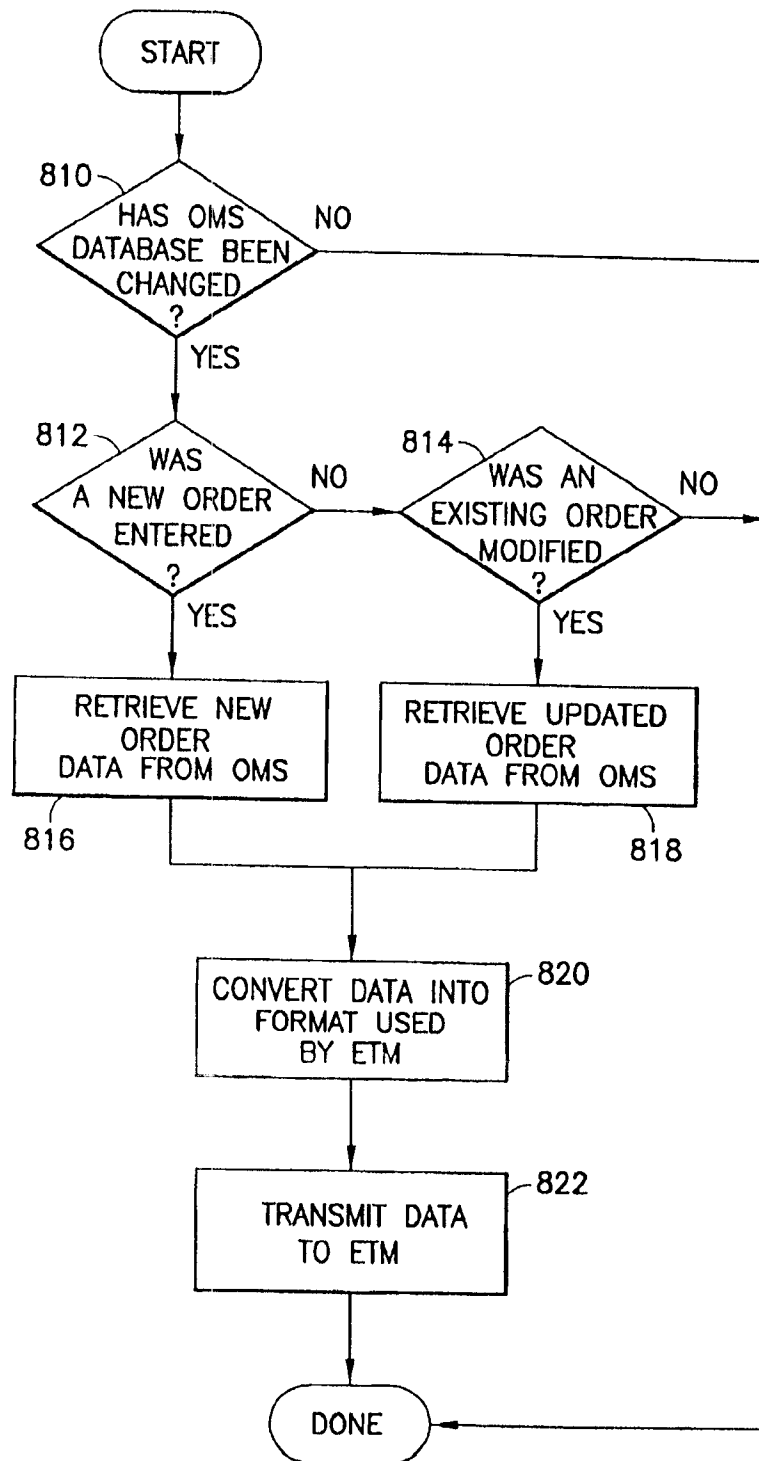 START
810
HAS OMS
DATABASE BEEN
CHANGED
?
NO
YES
812
WAS
A NEW ORDER
ENTERED
?
NO
YES
814
WAS AN
EXISTING ORDER
MODIFIED
?
NO
YES
RETRIEVE NEW
ORDER
DATA FROM OMS
816
RETRIEVE UPDATED
ORDER
DATA FROM OMS
818
CONVERT DATA INTO
FORMAT USED
BY ETM
820
TRANSMIT DATA
TO ETM
822
DONE